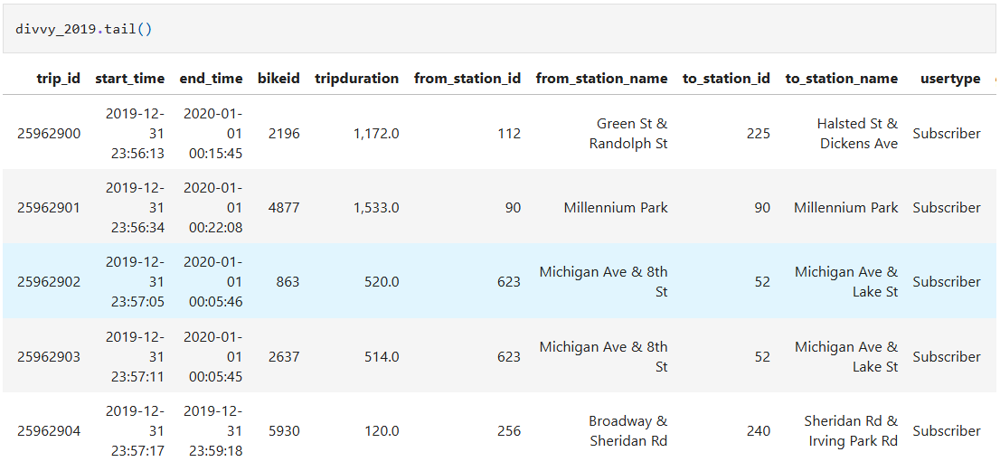 divvy_2019.tail()
trip_id start_time end_time bikeid tripduration from_station_id from_station_name to_station_id to_station_name usertype
2019-12- 2020-01- Green St & Halsted St &
25962900 31 01 2196 1,172.0 112 225 Subscriber
23:56:13 00:15:45 Randolph St Dickens Ave
2019-12- 2020-01-
25962901 31 01 4877 1,533.0 90 Millennium Park 90 Millennium Park Subscriber
23:56:34 00:22:08
2019-12- 2020-01- Michigan Ave & 8th Michigan Ave &
25962902 31 01 863 520.0 623 52 Subscriber
23:57:05 00:05:46 St Lake St
2019-12- 2020-01- Michigan Ave & 8th Michigan Ave &
25962903 31 01 2637 514.0 623 52 Subscriber
23:57:11 00:05:45 St Lake St
2019-12- 2019-12- Broadway & Sheridan Rd &
25962904 31 31 5930 120.0 256 240 Subscriber
23:57:17 23:59:18 Sheridan Rd Irving Park Rd